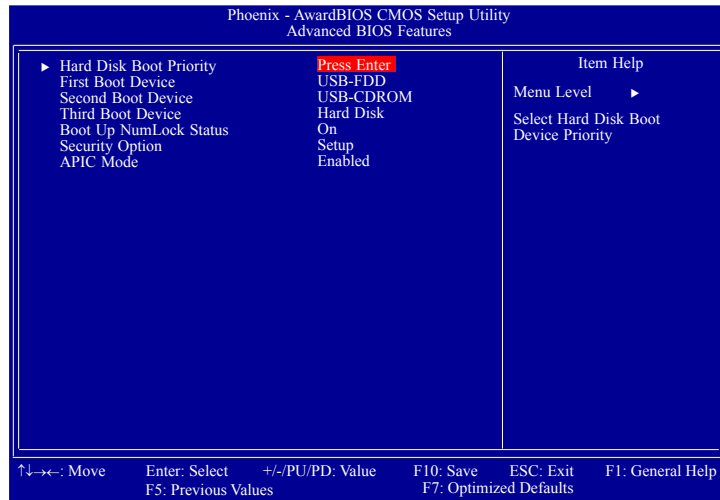 Phoenix - AwardBIOS CMOS Setup Utility
Advanced BIOS Features
► Hard Disk Boot Priority Press Enter
First Boot Device USB-FDD
Second Boot Device USB-CDROM
Third Boot Device Hard Disk
Boot Up NumLock Status On
Security Option Setup
APIC Mode Enabled
Item Help
Menu Level ►
Select Hard Disk Boot
Device Priority
↑↓→←: Move Enter: Select +/-/PU/PD: Value F10: Save ESC: Exit F1: General Help
F5: Previous Values F7: Optimized Defaults